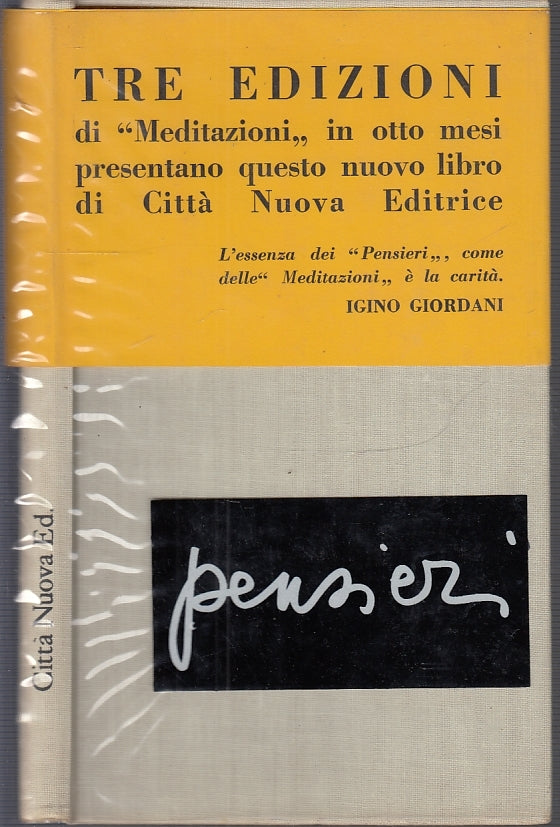 TRE EDIZIONI
di “Meditazioni„ in otto mesi
presentano questo nuovo libro
di Città Nuova Editrice
L'essenza dei “Pensieri„, come
delle“ Meditazioni„ è la carità.
IGINO GIORDANI
pensieri
Città Nuova Ed.